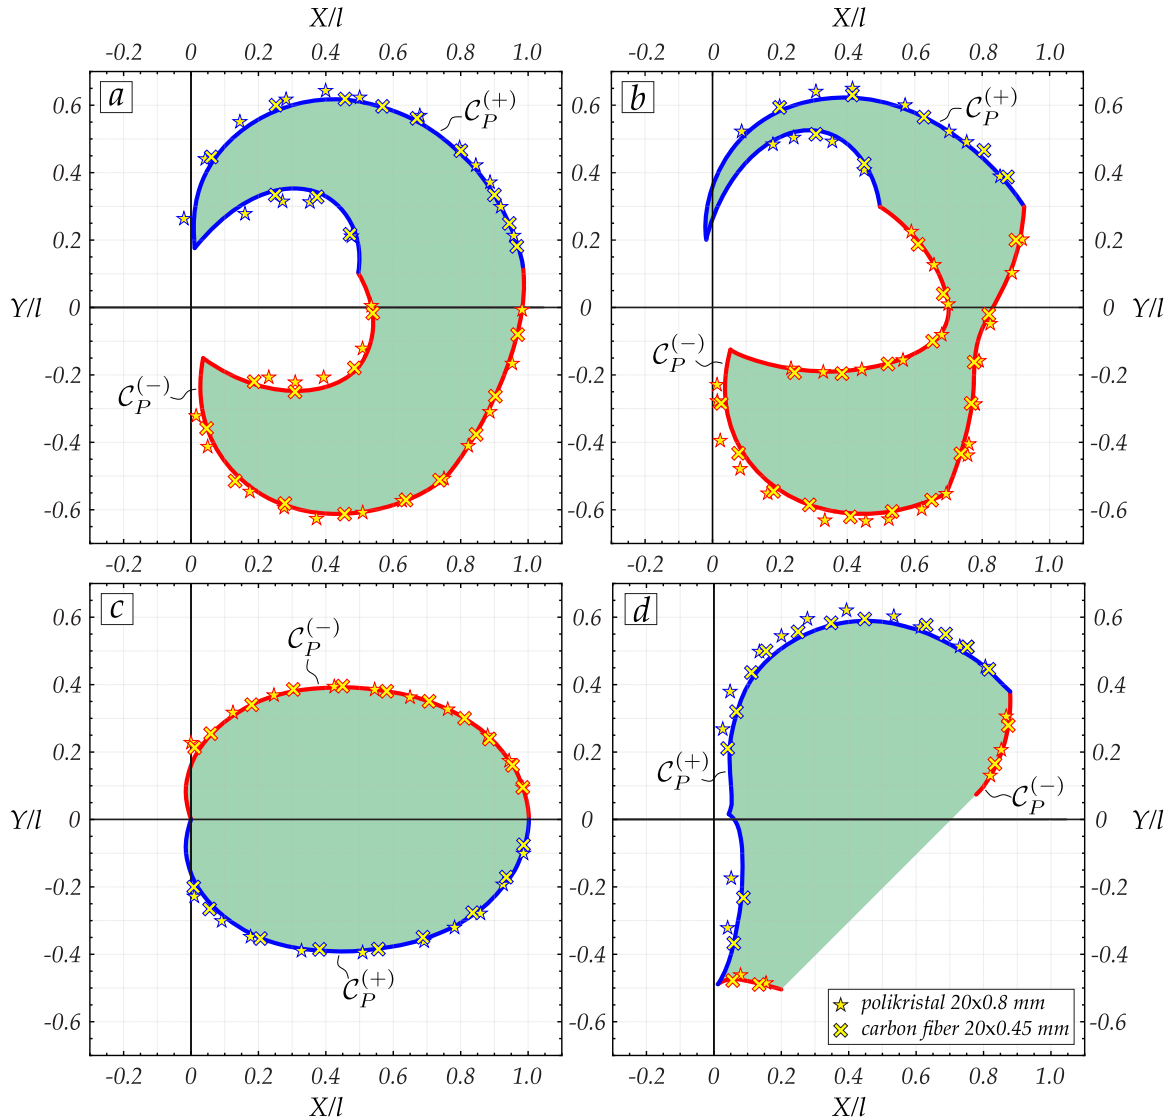 X/l X/l
-0.2 0 0.2 0.4 0.6 0.8 1.0 -0.2 0 0.2 0.4 0.6 0.8 1.0
a C_P^(+) b C_P^(+)
0.6 0.6
0.4 0.4
0.2 0.2
Y/l 0 0 Y/l
C_P^(-) C_P^(-)
-0.2 -0.2
-0.4 -0.4
-0.6 -0.6
-0.2 0 0.2 0.4 0.6 0.8 1.0 -0.2 0 0.2 0.4 0.6 0.8 1.0
c C_P^(-) d
0.6 0.6
0.4 0.4
0.2 0.2
C_P^(+) C_P^(-)
Y/l 0 0 Y/l
-0.2 -0.2
-0.4 -0.4
C_P^(+)
polikristal 20x0.8 mm
carbon fiber 20x0.45 mm
-0.6 -0.6
-0.2 0 0.2 0.4 0.6 0.8 1.0 -0.2 0 0.2 0.4 0.6 0.8 1.0
X/l X/l